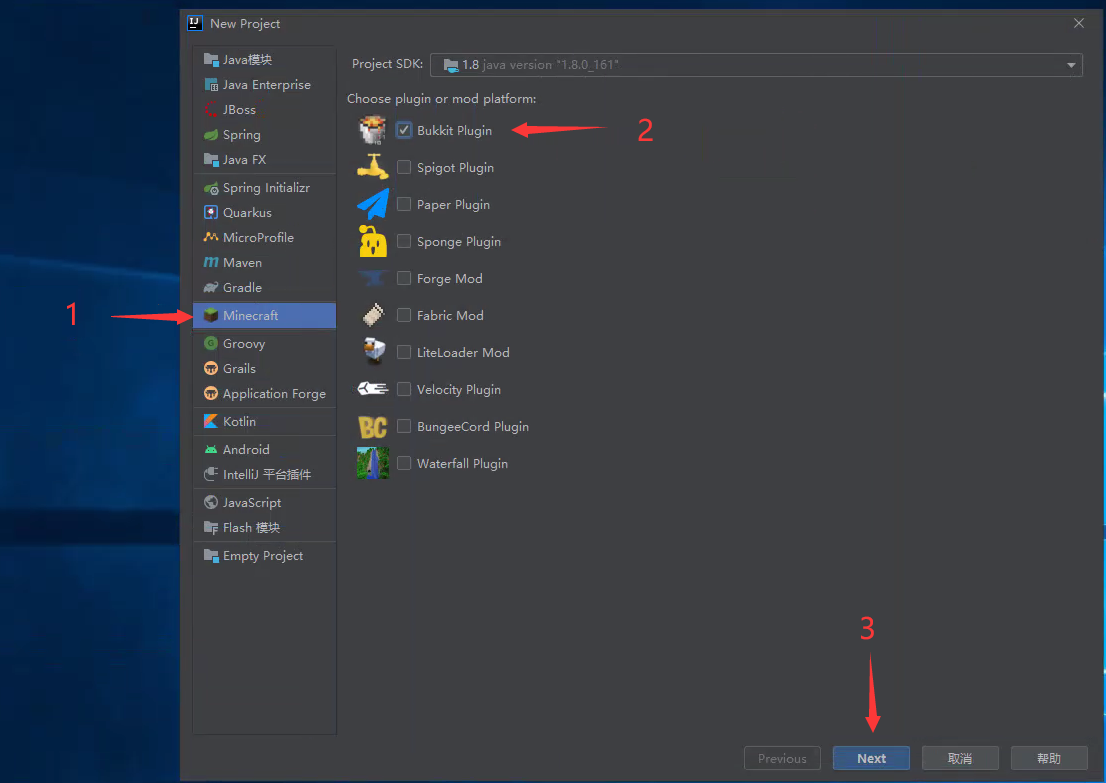 New Project
Java模块
Java Enterprise
JBoss
Spring
Java FX
Spring Initializr
Quarkus
MicroProfile
Maven
Gradle
1
Minecraft
Groovy
Grails
Application Forge
Kotlin
Android
IntelliJ 平台插件
JavaScript
Flash 模块
Empty Project
Project SDK: 1.8 java version "1.8.0_161"
Choose plugin or mod platform:
Bukkit Plugin 2
Spigot Plugin
Paper Plugin
Sponge Plugin
Forge Mod
Fabric Mod
LiteLoader Mod
Velocity Plugin
BungeeCord Plugin
Waterfall Plugin
3
Previous Next 取消 帮助